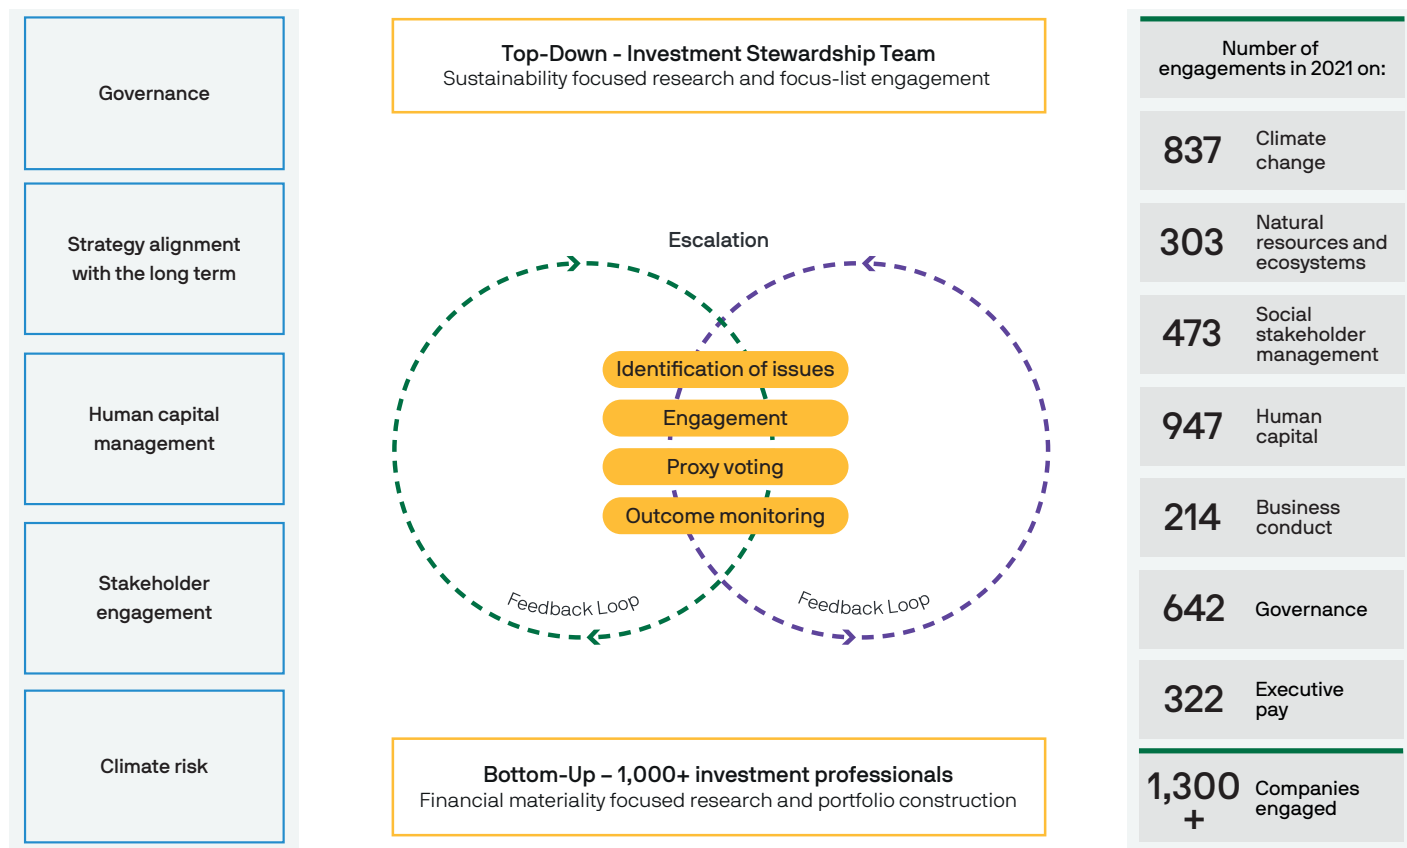 Governance
Strategy alignment
with the long term
Human capital
management
Stakeholder
engagement
Climate risk
Top-Down - Investment Stewardship Team
Sustainability focused research and focus-list engagement
Escalation
Identification of issues
Engagement
Proxy voting
Outcome monitoring
Feedback Loop
Feedback Loop
Bottom-Up – 1,000+ investment professionals
Financial materiality focused research and portfolio construction
Number of
engagements in 2021 on:
837
Climate
change
303
Natural
resources and
ecosystems
473
Social
stakeholder
management
947
Human
capital
214
Business
conduct
642
Governance
322
Executive
pay
1,300
+
Companies
engaged